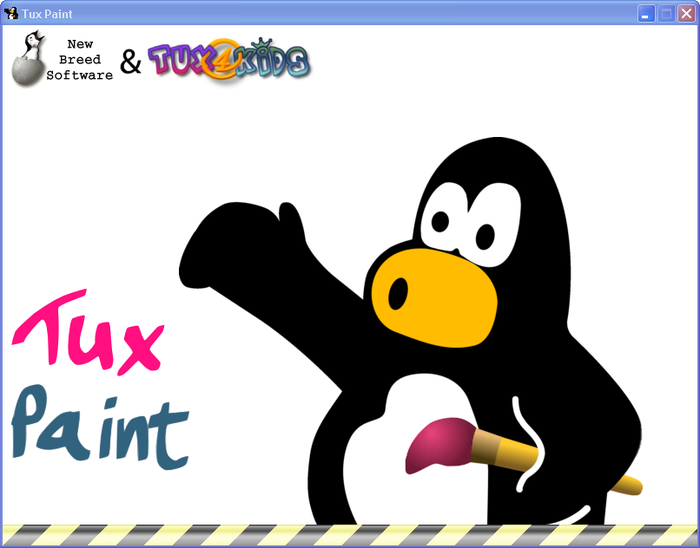 Tux Paint
New
Breed
Software
&
TUX4KIDS
Tux
Paint